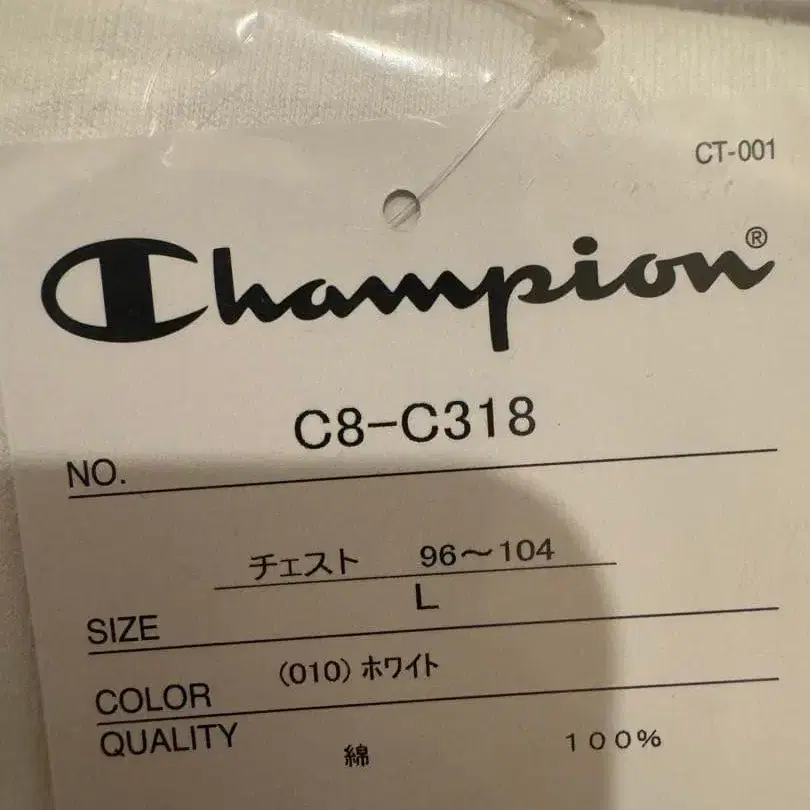 CT-001
Champion®
NO. C8-C318
チェスト 96〜104
SIZE L
COLOR (010)ホワイト
QUALITY 綿 100%